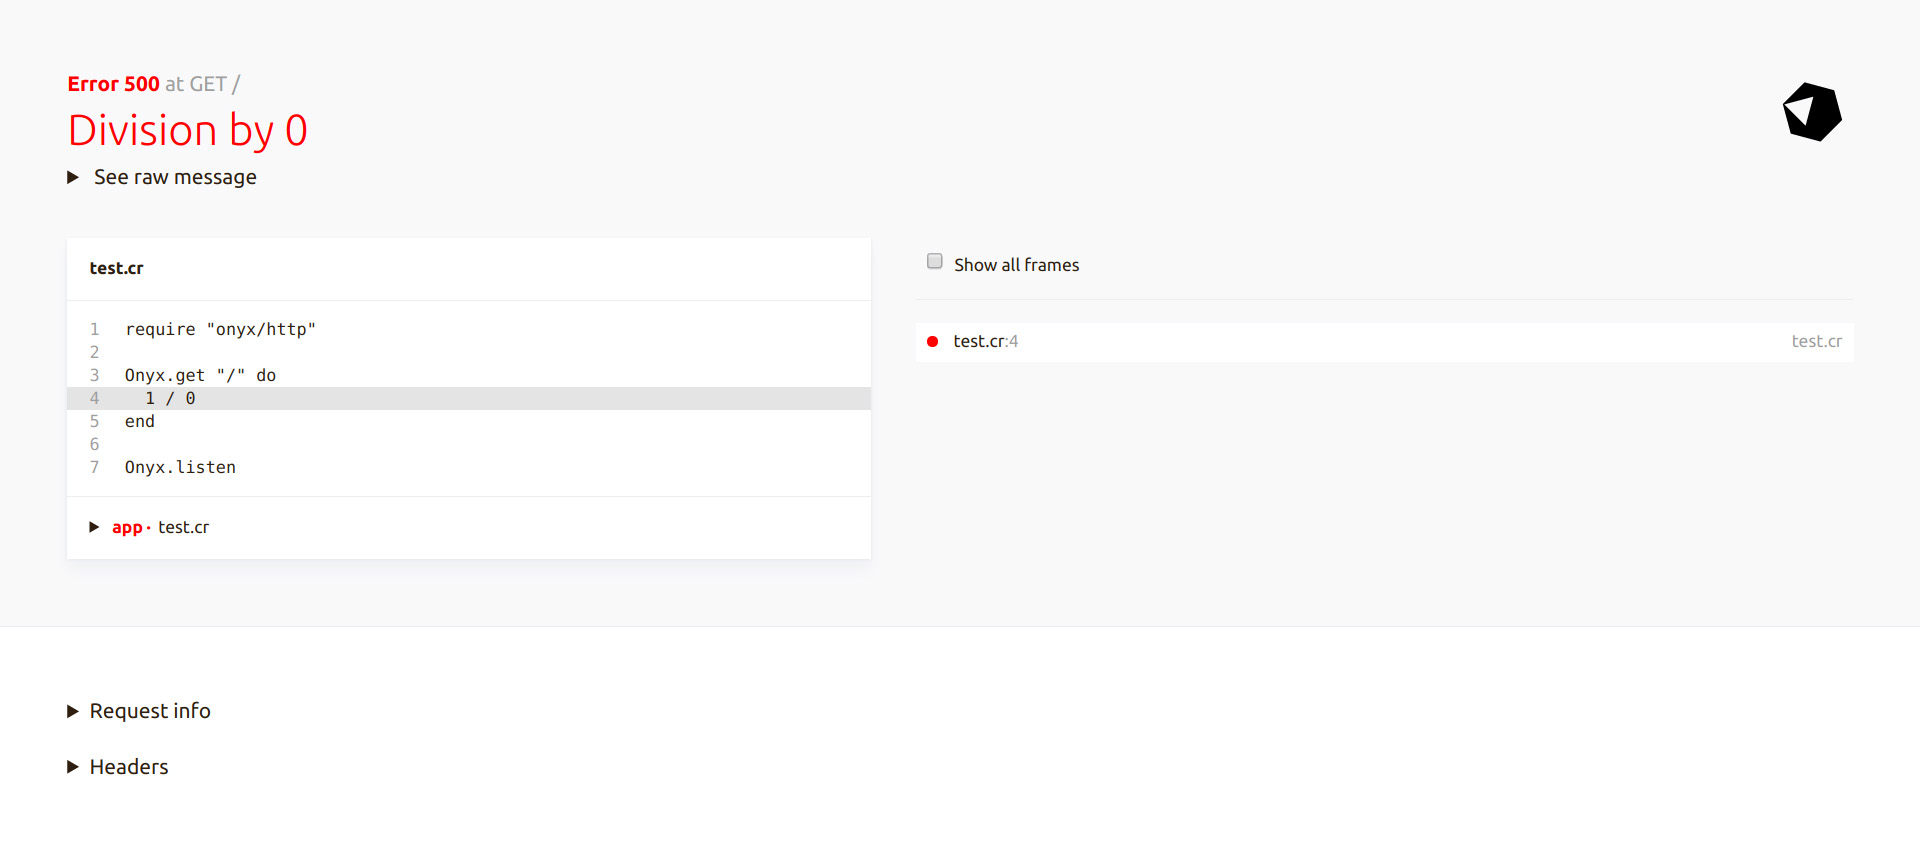 Error 500 at GET /
Division by 0
See raw message
test.cr
1 require "onyx/http"
2
3 Onyx.get "/" do
4   1 / 0
5 end
6
7 Onyx.listen
app · test.cr
Show all frames
test.cr:4 test.cr
Request info
Headers